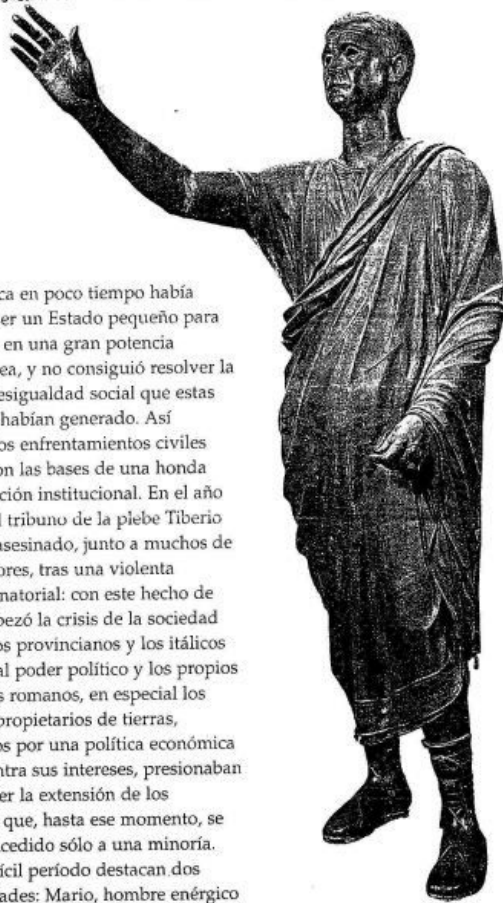 ca en poco tiempo había
er un Estado pequeño para
en una gran potencia
ea, y no consiguió resolver la
esigualdad social que estas
habían generado. Así
os enfrentamientos civiles
on las bases de una honda
ción institucional. En el año
l tribuno de la plebe Tiberio
asesinado, junto a muchos de
ores, tras una violenta
natorial: con este hecho de
pezó la crisis de la sociedad
os provincianos y los itálicos
al poder político y los propios
s romanos, en especial los
propietarios de tierras,
os por una política económica
ntra sus intereses, presionaban
er la extensión de los
que, hasta ese momento, se
cedido sólo a una minoría.
ícil período destacan dos
ades: Mario, hombre enérgico